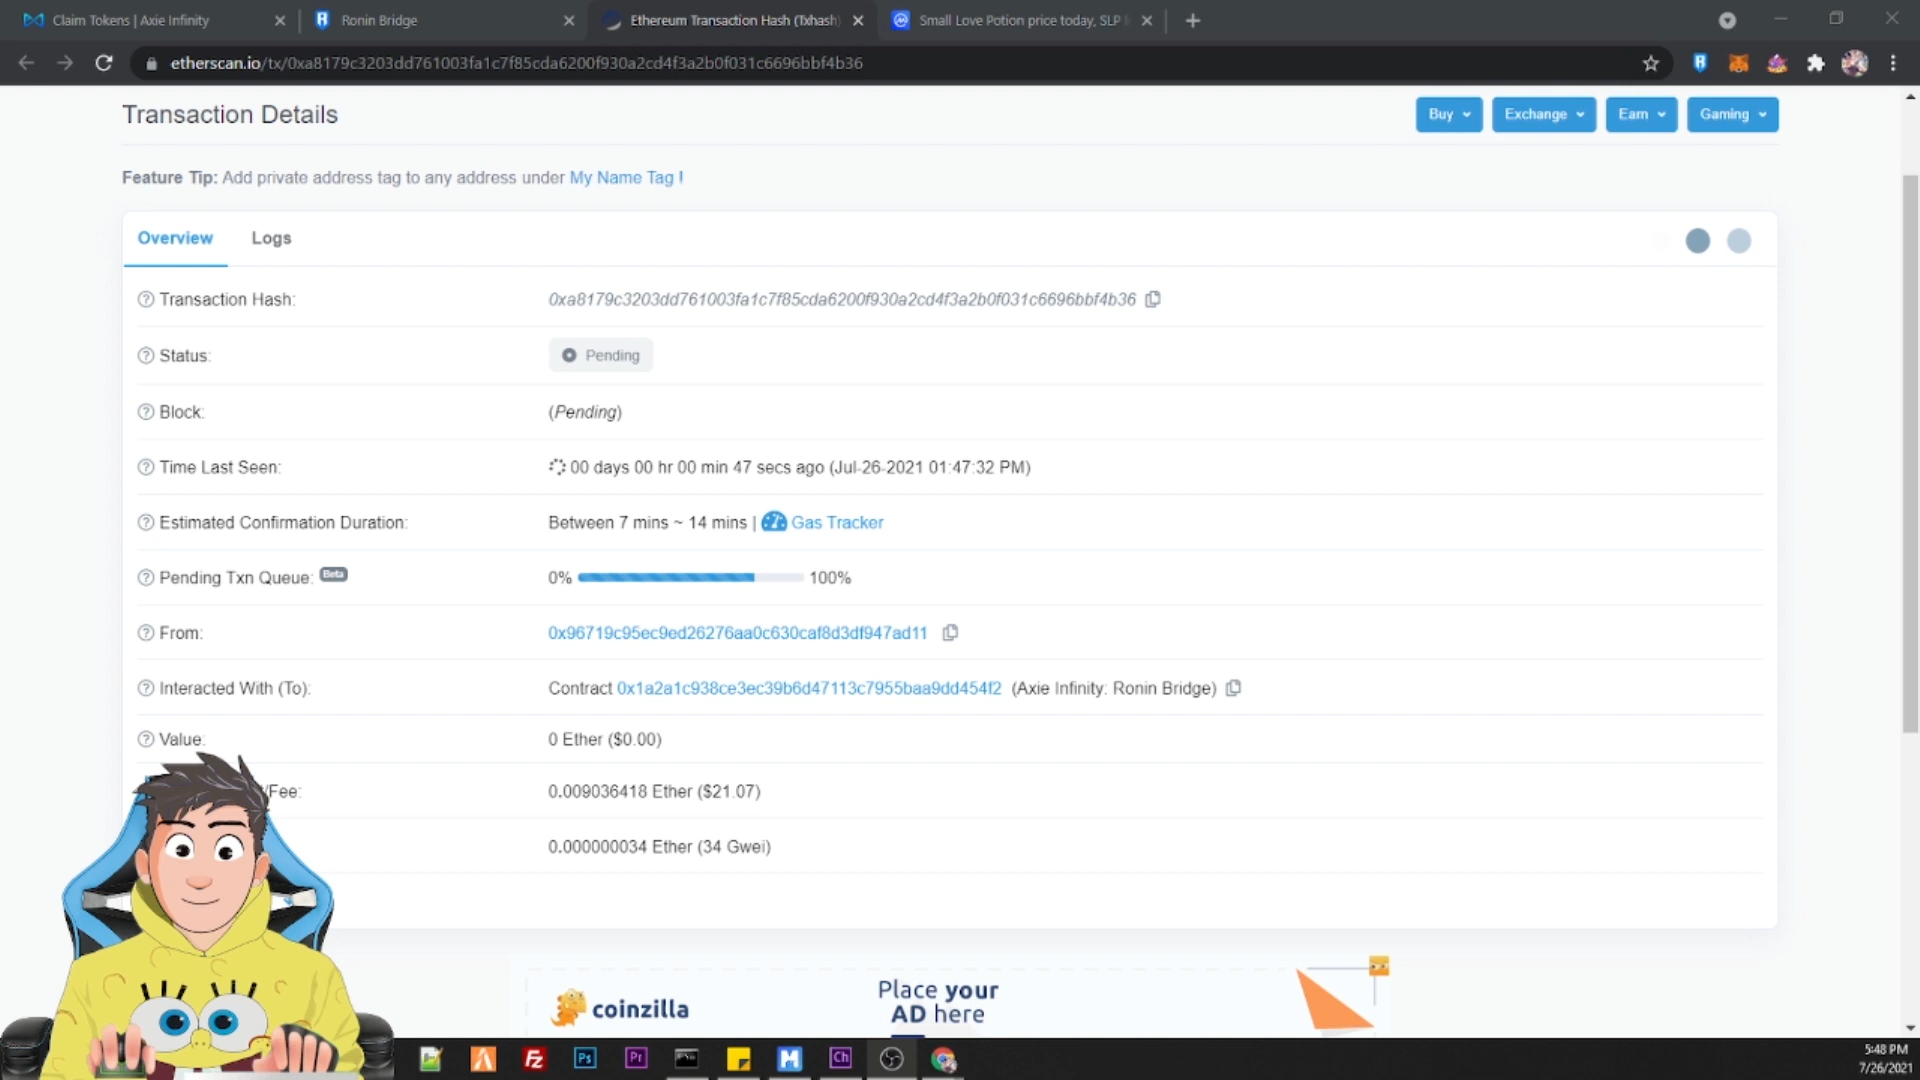 Claim Tokens | Axie Infinity
Ronin Bridge
Ethereum Transaction Hash (Txhash)
Small Love Potion price today, SLP
etherscan.io/tx/0xa8179c3203dd761003fa1c7f85cda6200f930a2cd4f3a2b0f031c6696bbf4b36
Transaction Details
Buy
Exchange
Earn
Gaming
Feature Tip: Add private address tag to any address under My Name Tag !
Overview
Logs
Transaction Hash:
0xa8179c3203dd761003fa1c7f85cda6200f930a2cd4f3a2b0f031c6696bbf4b36
Status:
Pending
Block:
(Pending)
Time Last Seen:
00 days 00 hr 00 min 47 secs ago (Jul-26-2021 01:47:32 PM)
Estimated Confirmation Duration:
Between 7 mins ~ 14 mins | Gas Tracker
Pending Txn Queue: Beta
0% 100%
From:
0x96719c95ec9ed26276aa0c630caf8d3df947ad11
Interacted With (To):
Contract 0x1a2a1c938ce3ec39b6d47113c7955baa9dd454f2 (Axie Infinity: Ronin Bridge)
Value:
0 Ether ($0.00)
Fee:
0.009036418 Ether ($21.07)
0.000000034 Ether (34 Gwei)
coinzilla
Place your
AD here
Fz
Ps
Pr
M
Ch
5:48 PM
7/26/2021